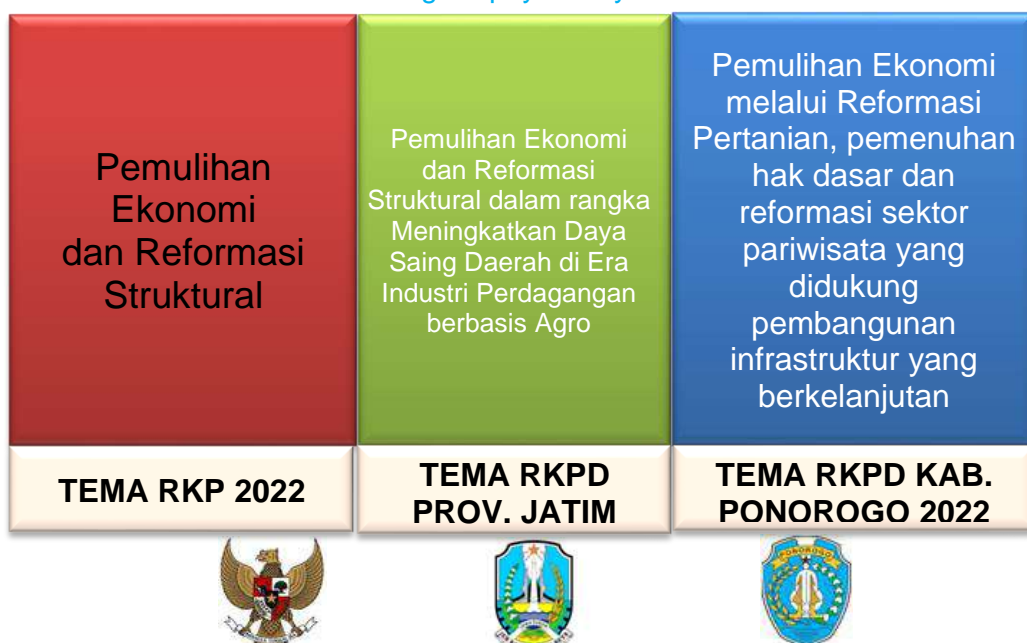 Pemulihan
Ekonomi
dan Reformasi
Struktural
Pemulihan Ekonomi
dan Reformasi
Struktural dalam rangka
Meningkatkan Daya
Saing Daerah di Era
Industri Perdagangan
berbasis Agro
Pemulihan Ekonomi
melalui Reformasi
Pertanian, pemenuhan
hak dasar dan
reformasi sektor
pariwisata yang
didukung
pembangunan
infrastruktur yang
berkelanjutan
TEMA RKP 2022
TEMA RKPD
PROV. JATIM
TEMA RKPD KAB.
PONOROGO 2022
PONOROGO